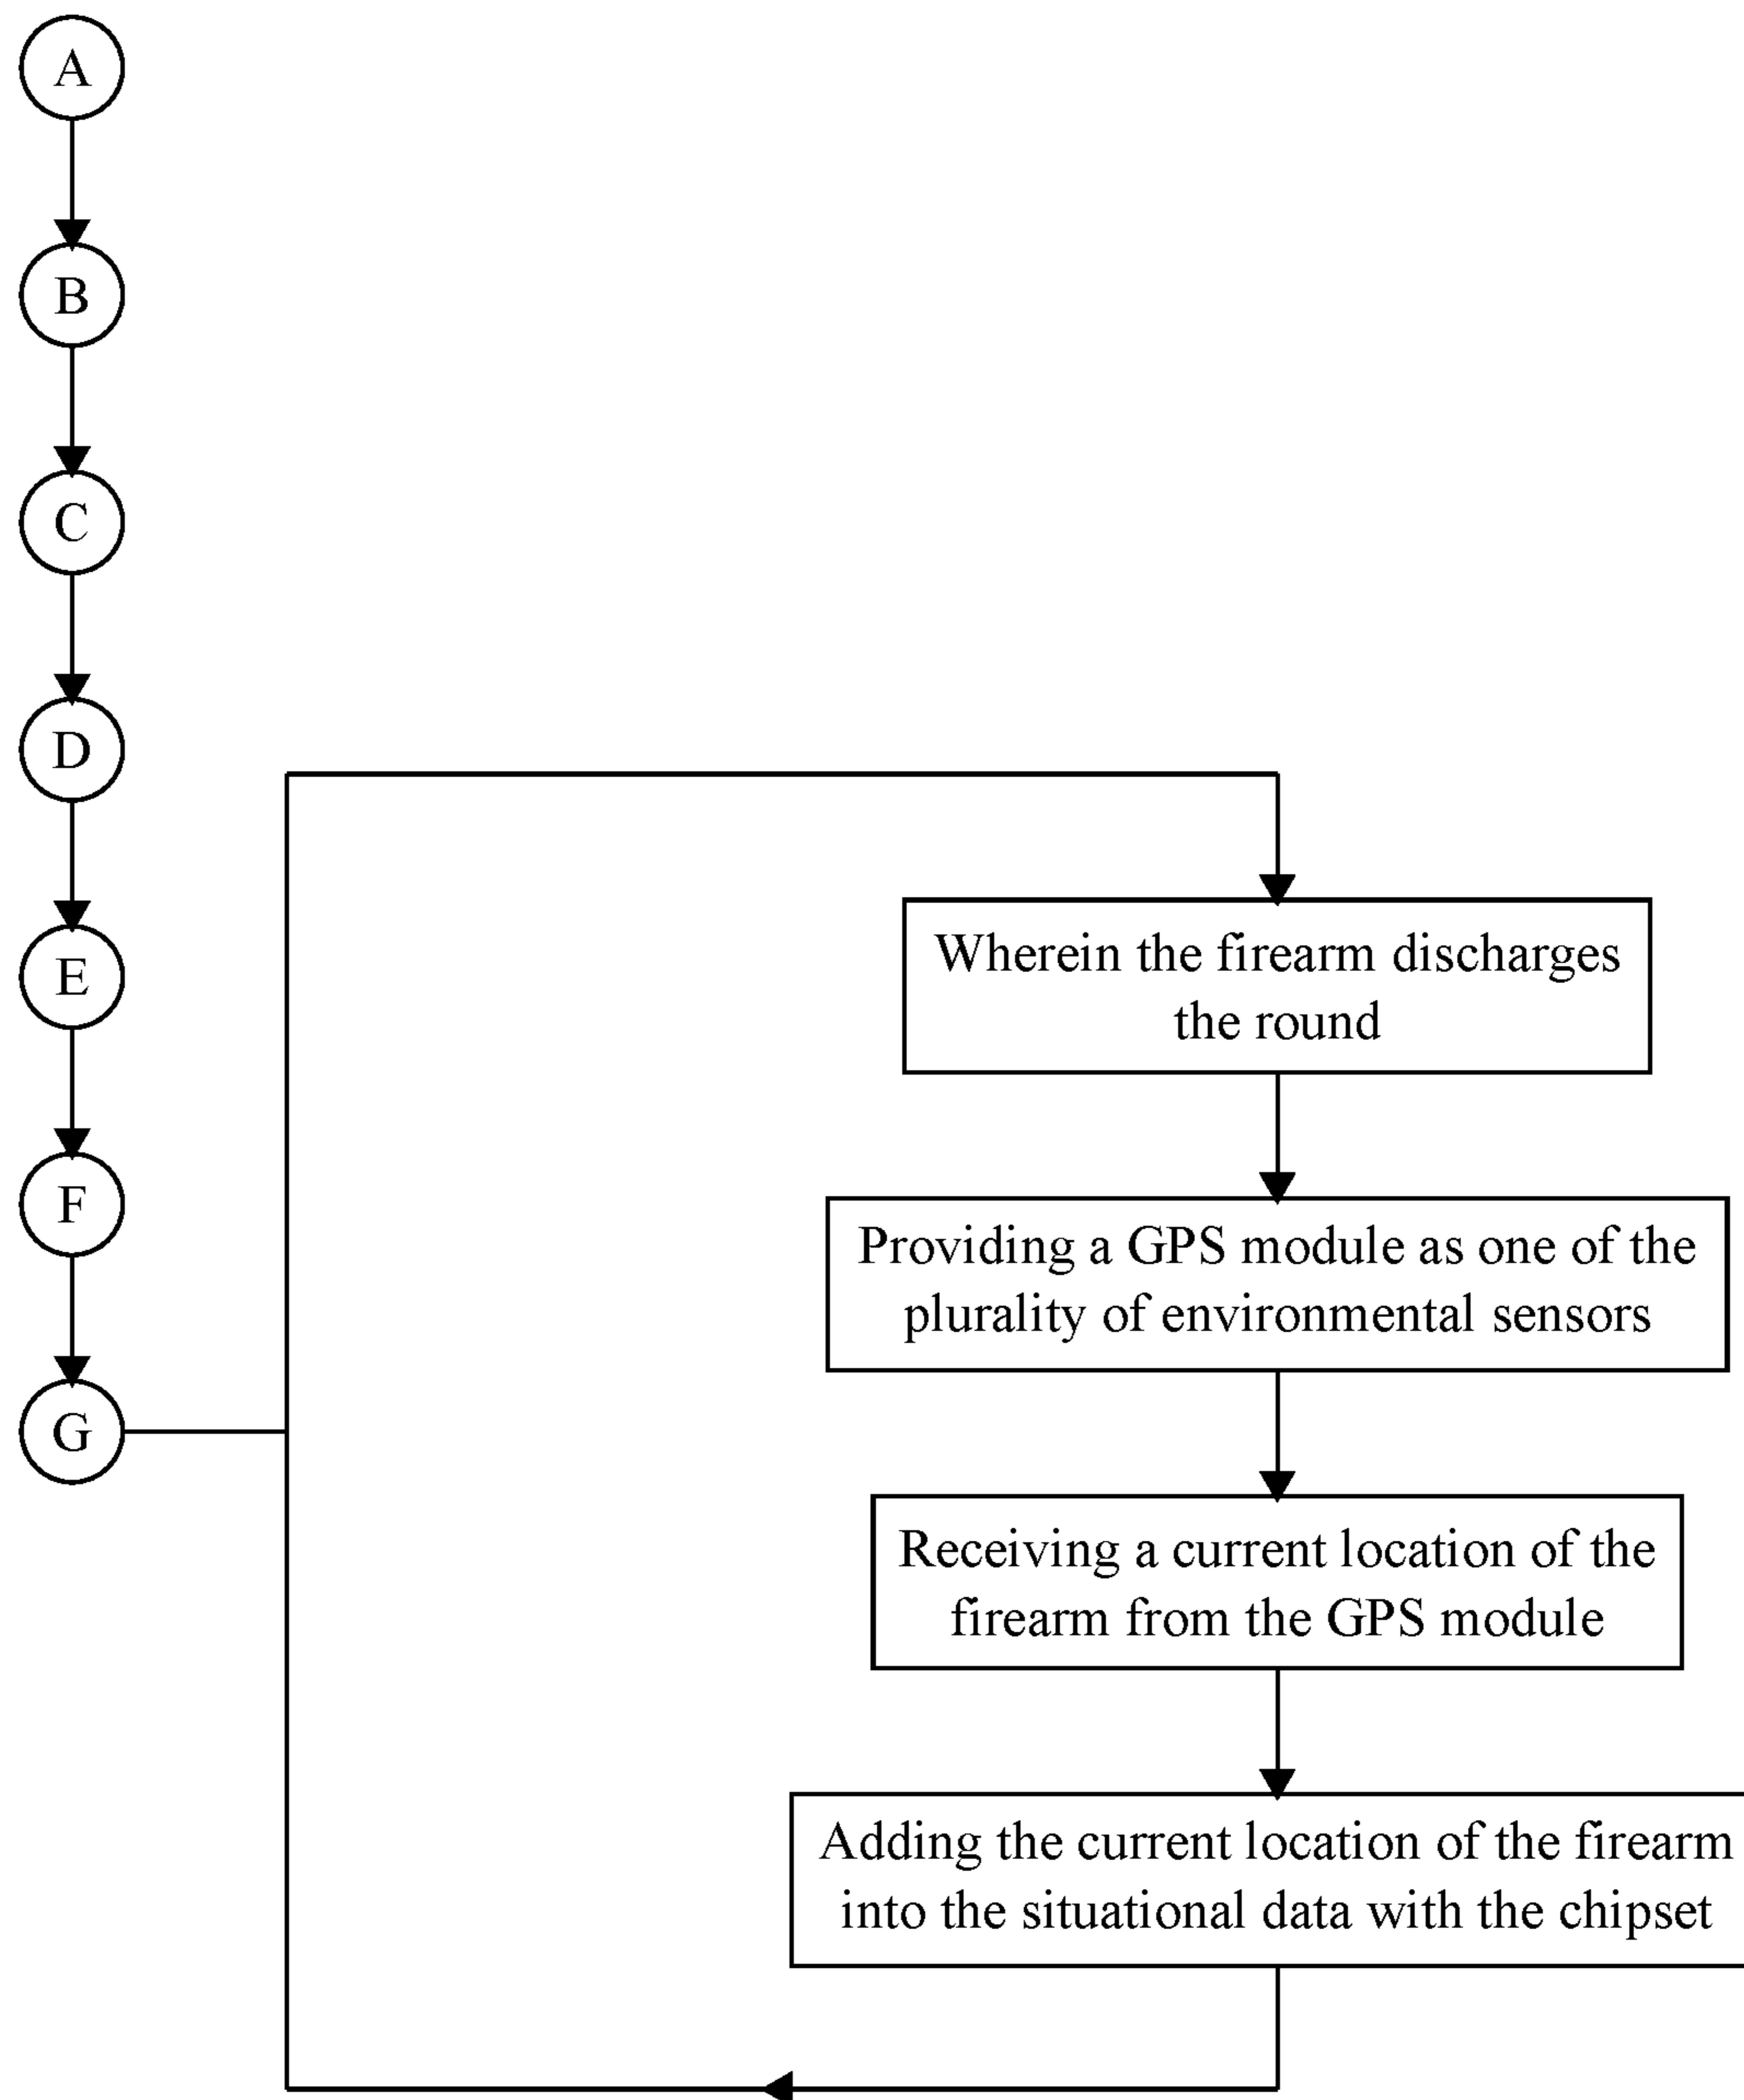 A
B
C
D
E
F
G
Wherein the firearm discharges
the round
Providing a GPS module as one of the
plurality of environmental sensors
Receiving a current location of the
firearm from the GPS module
Adding the current location of the firearm
into the situational data with the chipset